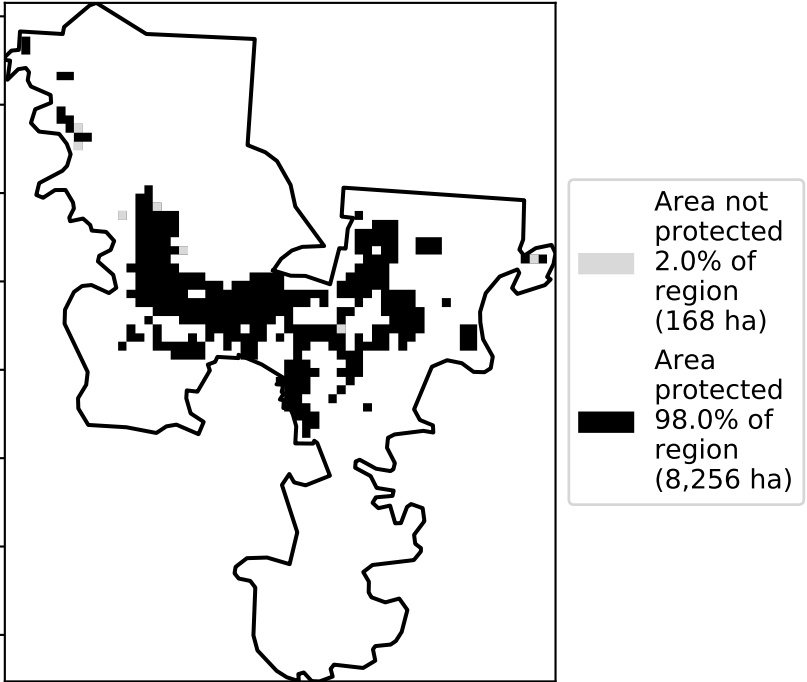 Area not
protected
2.0% of
region
(168 ha)
Area
protected
98.0% of
region
(8,256 ha)